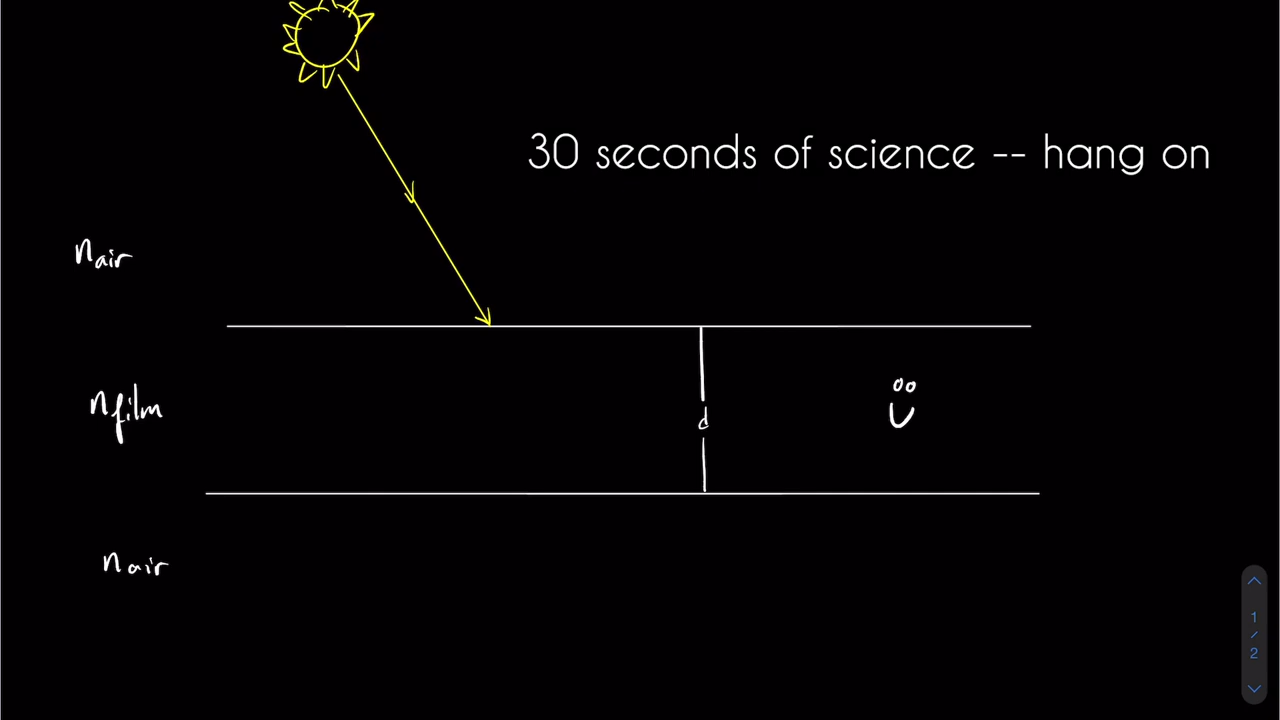 30 seconds of science -- hang on
nair
nfilm
d
nair
1
/
2